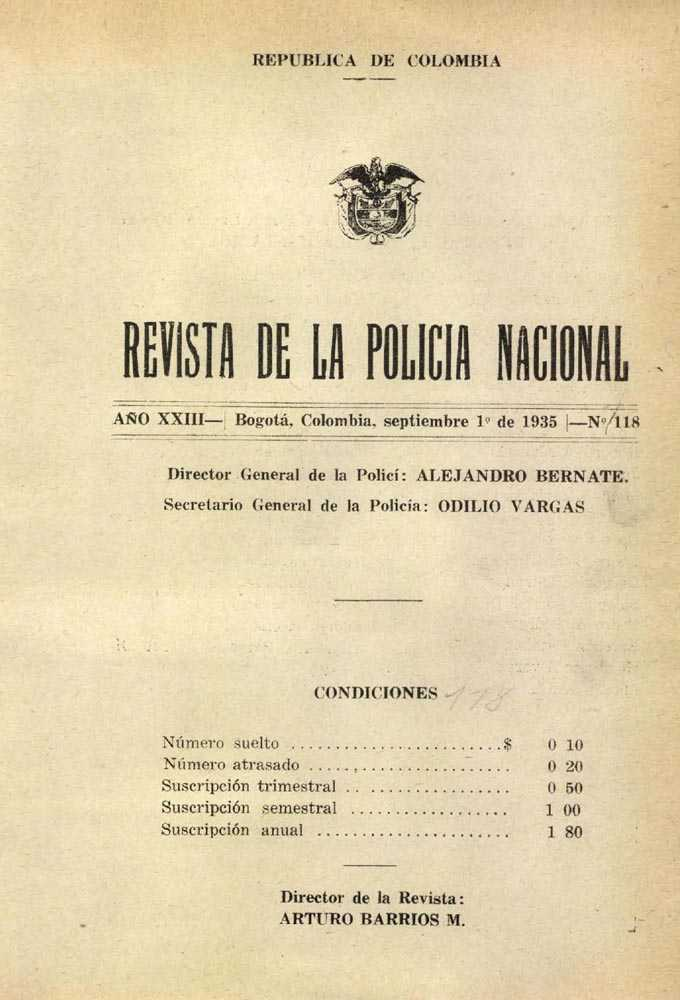 REPUBLICA DE COLOMBIA
REVISTA DE LA POLICIA NACIONAL
AÑO XXIII— | Bogotá, Colombia, septiembre 1º de 1935 |—Nº 118
Director General de la Policí: ALEJANDRO BERNATE.
Secretario General de la Policía: ODILIO VARGAS
CONDICIONES 118
Número suelto ........................$ 0 10
Número atrasado ........................ 0 20
Suscripción trimestral .................. 0 50
Suscripción semestral .................. 1 00
Suscripción anual ...................... 1 80
Director de la Revista:
ARTURO BARRIOS M.